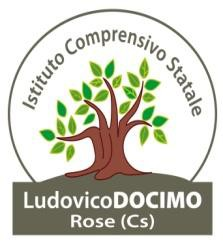 Istituto Comprensivo Statale
LudovicoDOCIMO
Rose (Cs)